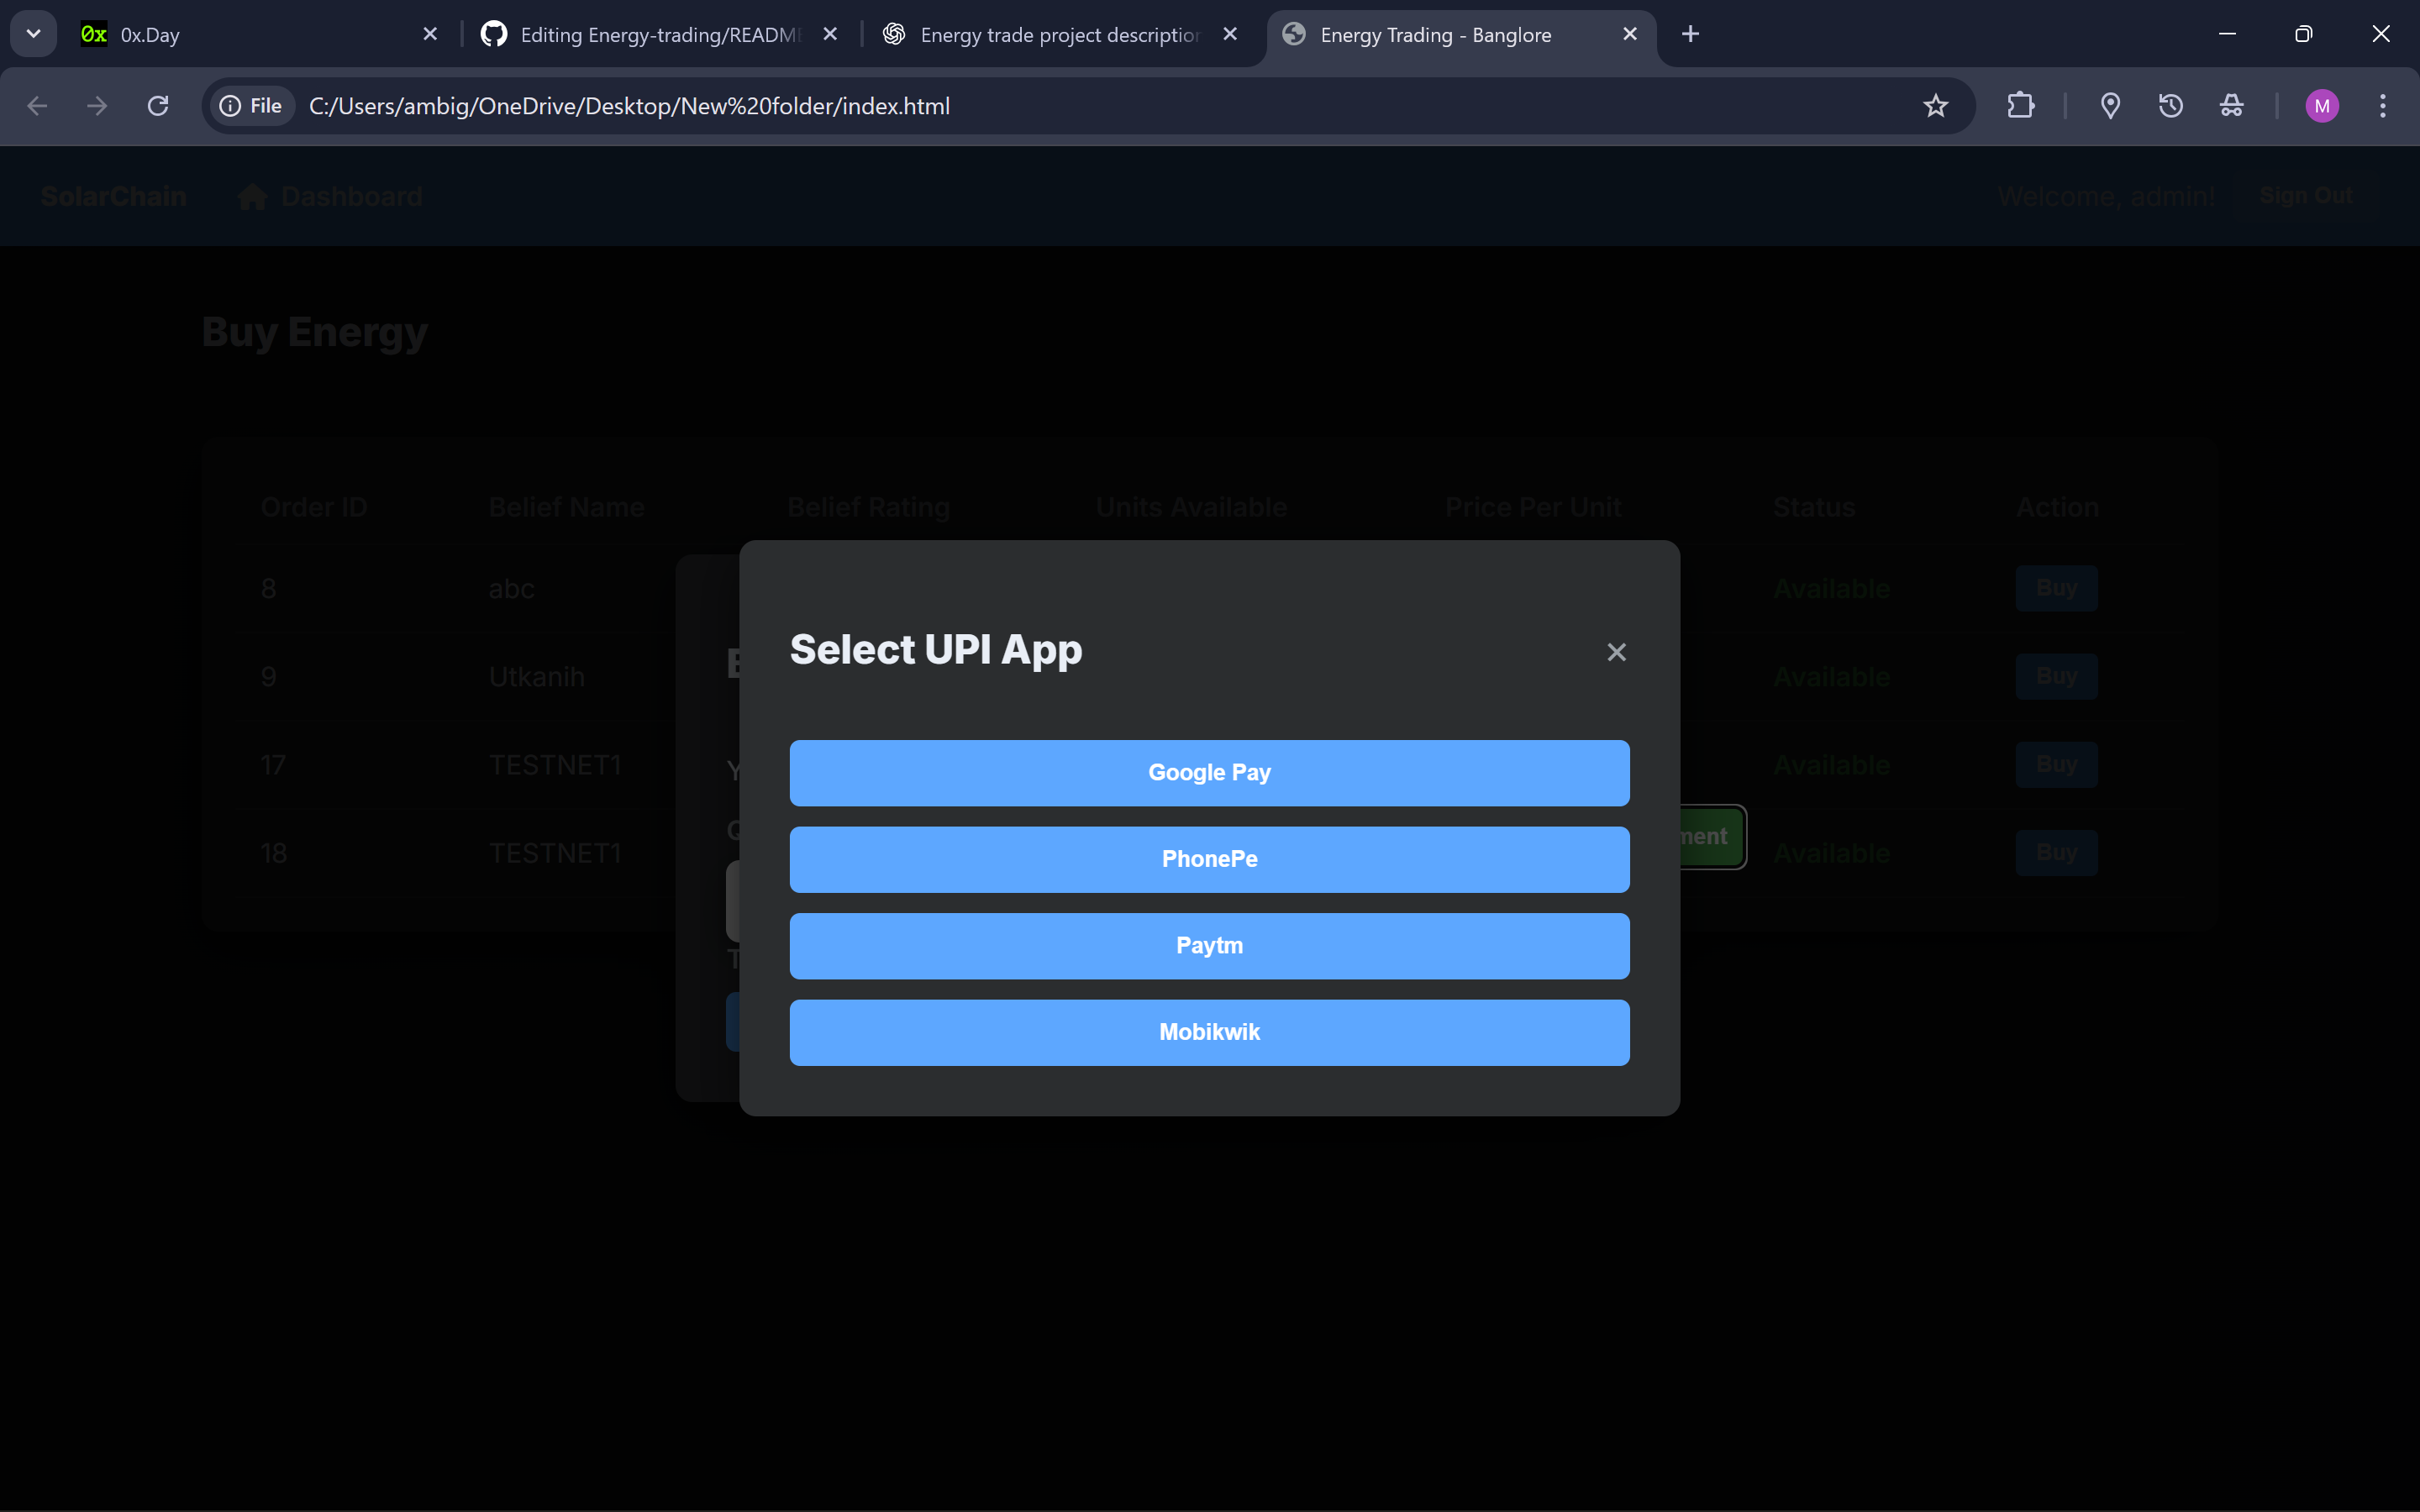 0x 0x.Day
Editing Energy-trading/README
Energy trade project description
Energy Trading - Banglore
File C:/Users/ambig/OneDrive/Desktop/New%20folder/index.html
M
SolarChain Dashboard Welcome, admin! Sign Out
Buy Energy
Order ID Belief Name Belief Rating Units Available Price Per Unit Status Action
8 abc Available Buy
Select UPI App
9 Utkanih Available Buy
Google Pay
17 TESTNET1 Available Buy
ment
18 TESTNET1 Available Buy
PhonePe
Paytm
Mobikwik